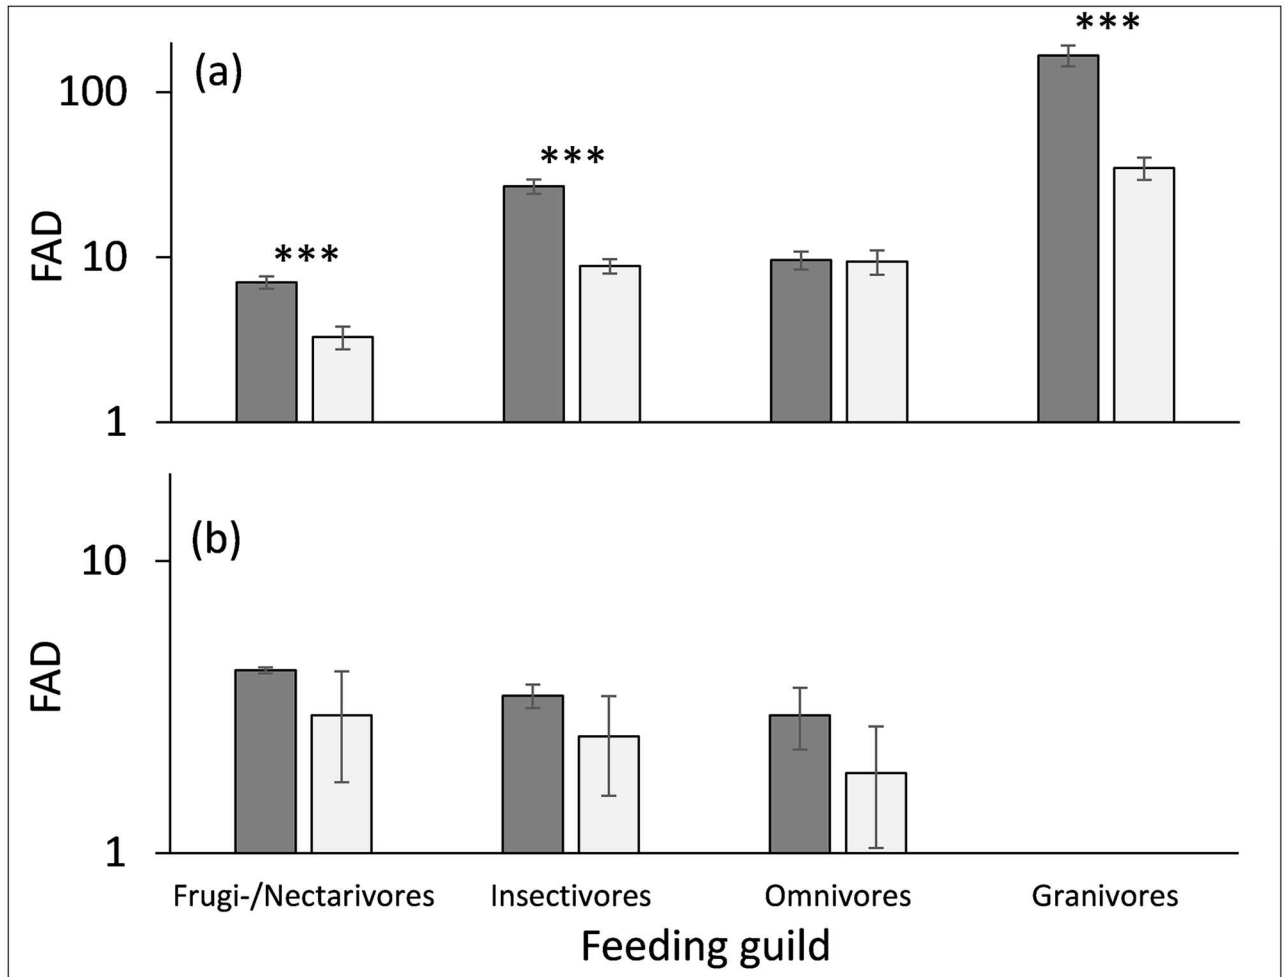 (a)
***
***
***
100
10
1
FAD
(b)
10
1
FAD
Frugi-/Nectarivores Insectivores Omnivores Granivores
Feeding guild